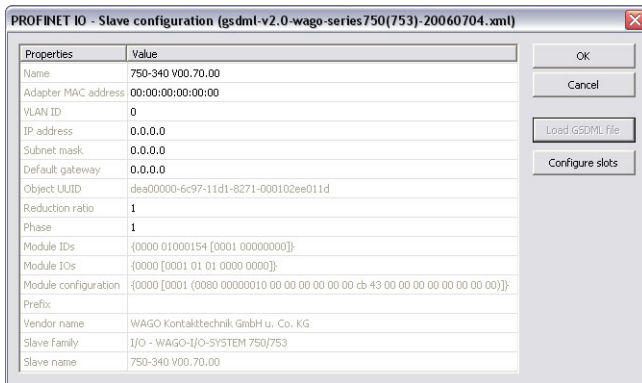 PROFINET IO - Slave configuration (gsdml-v2.0-wago-series750(753)-20060704.xml)
Properties Value
Name 750-340 V00.70.00
Adapter MAC address 00:00:00:00:00:00
VLAN ID 0
IP address 0.0.0.0
Subnet mask 0.0.0.0
Default gateway 0.0.0.0
Object UUID dea00000-6c97-11d1-8271-000102ee011d
Reduction ratio 1
Phase 1
Module IDs {0000 01000154 [0001 00000000]}
Module IOs {0000 [0001 01 01 0000 0000]}
Module configuration {0000 [0001 (0080 00000010 00 00 00 00 00 00 cb 43 00 00 00 00 00 00 00 00)]}
Prefix
Vendor name WAGO Kontakttechnik GmbH u. Co. KG
Slave family I/O - WAGO-I/O-SYSTEM 750/753
Slave name 750-340 V00.70.00
OK
Cancel
Load GSDML file
Configure slots